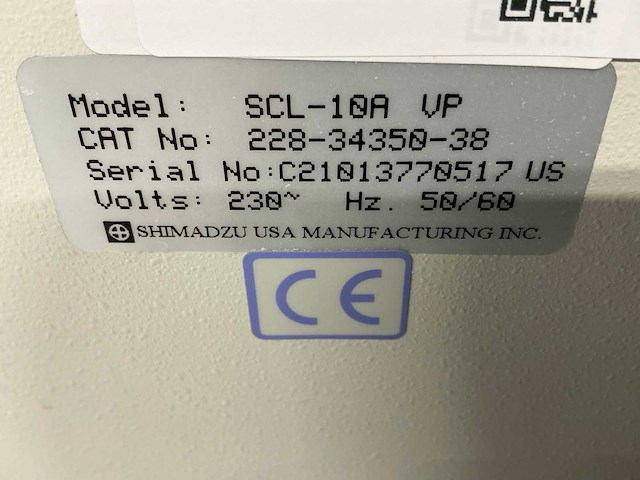 Model: SCL-10A VP
CAT No: 228-34350-38
Serial No:C21013770517 US
Volts: 230~ Hz. 50/60
SHIMADZU USA MANUFACTURING INC.
CE